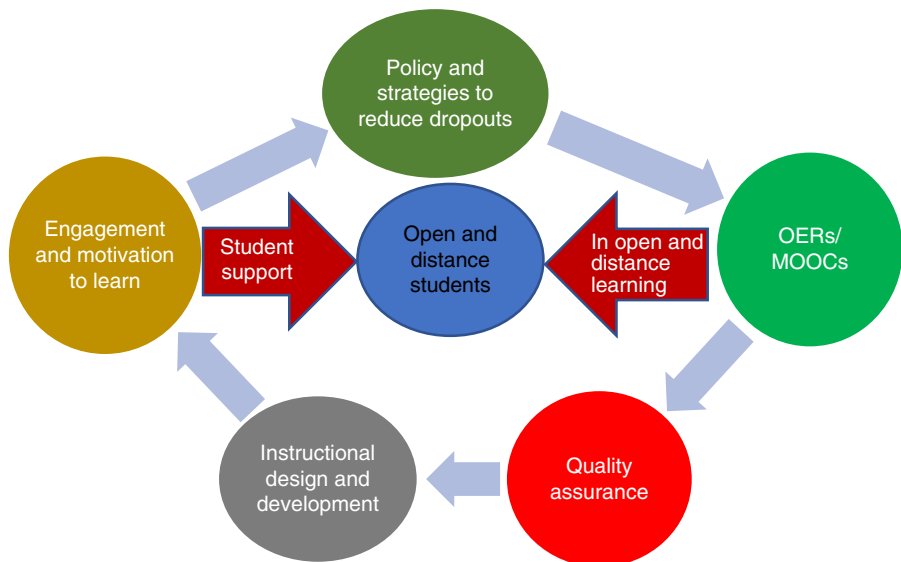 Policy and
strategies to
reduce dropouts
Engagement
and motivation
to learn
Student
support
Open and
distance
students
In open and
distance
learning
OERs/
MOOCs
Instructional
design and
development
Quality
assurance